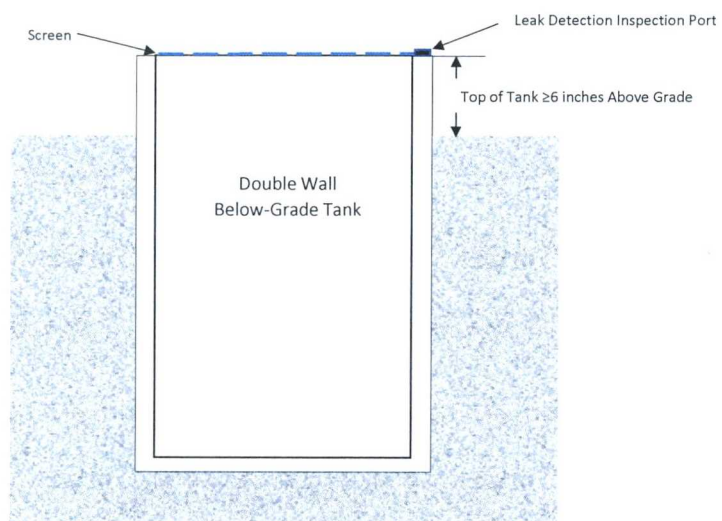 Leak Detection Inspection Port
Screen
Top of Tank ≥6 inches Above Grade
Double Wall
Below-Grade Tank